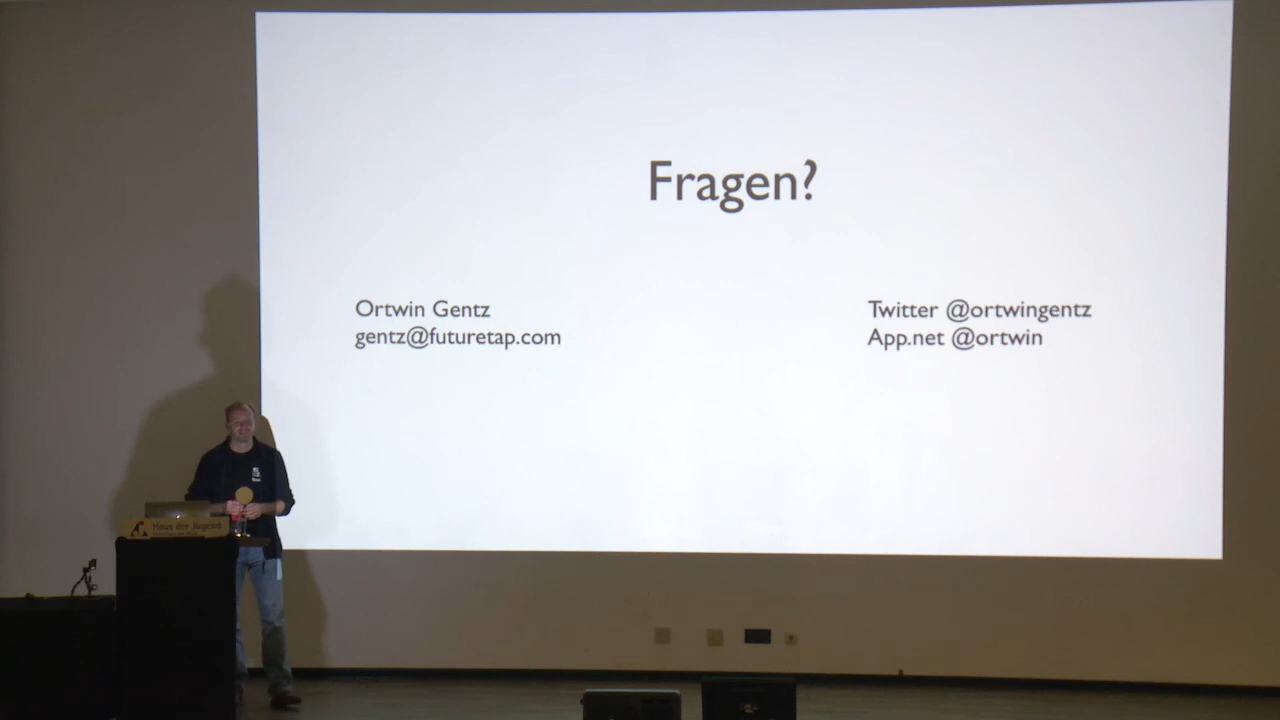 Fragen?
Ortwin Gentz
gentz@futuretap.com
Twitter @ortwingentz
App.net @ortwin
Haus der Jugend